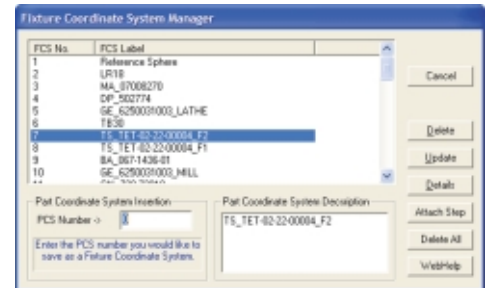 Fixture Coordinate System Manager
FCS No. FCS Label
1 Reference Sphere
2 LR18
3 MA_07008270
4 DP_502774
5 GE_6250031003_LATHE
6 TB30
7 TS_TET-02-22-00004_F2
8 TS_TET-02-22-00004_F1
9 BA_067-1436-01
10 GE_6250031003_MILL
Cancel
Delete
Update
Details
Attach Step
Delete All
WebHelp
Part Coordinate System Insertion
PCS Number ->
Enter the PCS number you would like to
save as a Fixture Coordinate System.
Part Coordinate System Description
TS_TET-02-22-00004_F2